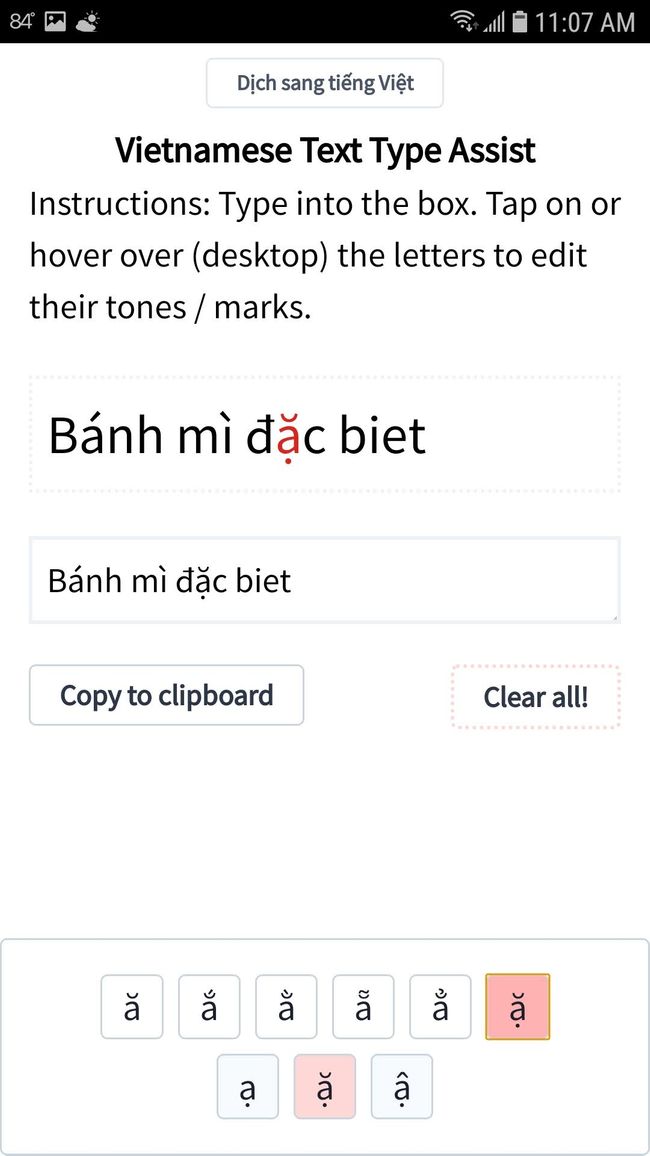 84°
11:07 AM
Dịch sang tiếng Việt
Vietnamese Text Type Assist
Instructions: Type into the box. Tap on or
hover over (desktop) the letters to edit
their tones / marks.
Bánh mì đặc biet
Bánh mì đặc biet
Copy to clipboard
Clear all!
ă ắ ằ ẵ ẳ ặ
ạ ặ ậ